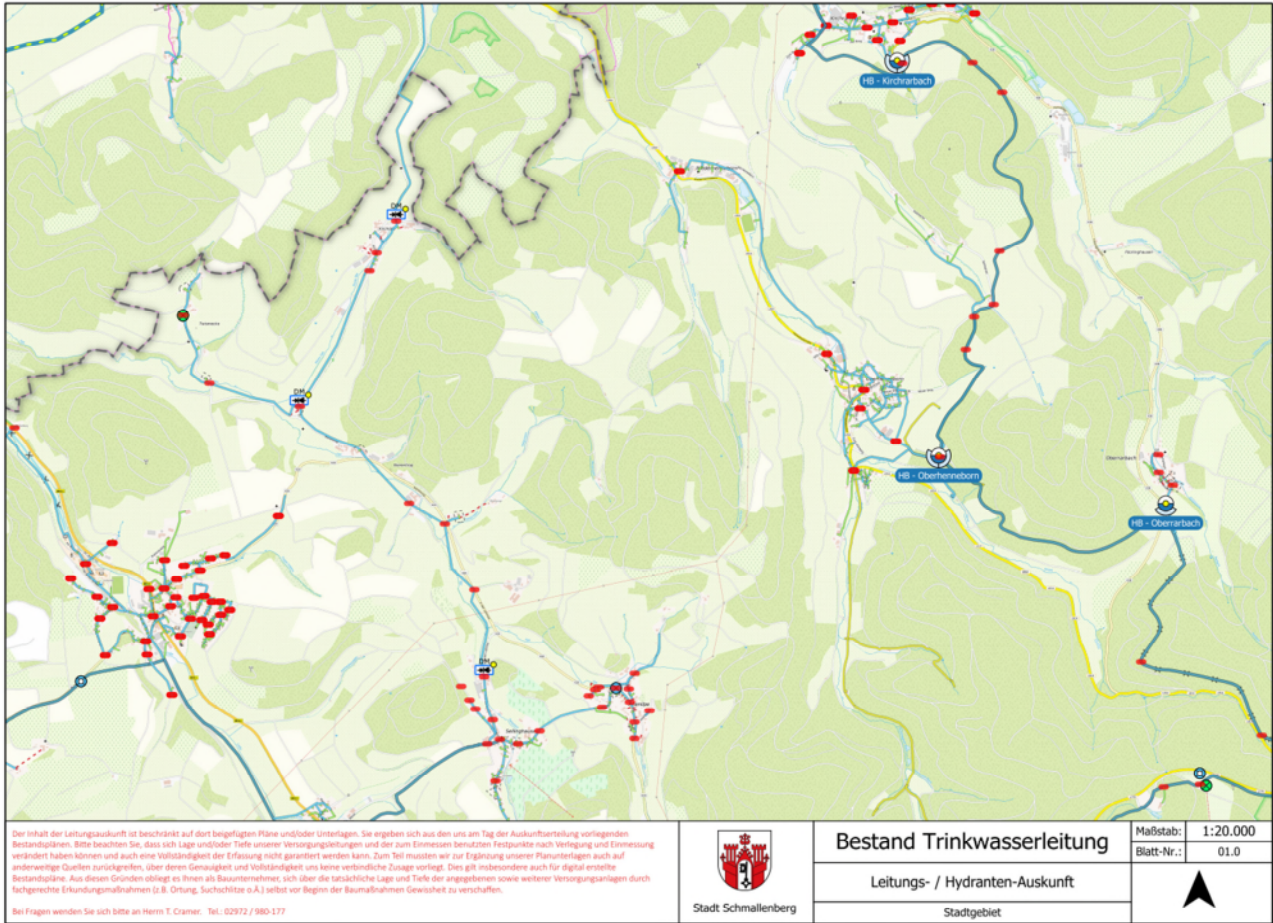 HB - Kirchrarbach
DM
DM
HB - Oberhenneborn
Oberrarbach
HB - Oberrarbach
DM
Der Inhalt der Leitungsauskunft ist beschränkt auf dort beigefügten Pläne und/oder Unterlagen. Sie ergeben sich aus den uns am Tag der Auskunftserteilung vorliegenden
Bestandsplänen. Bitte beachten Sie, dass sich Lage und/oder Tiefe unserer Versorgungsleitungen und der zum Einmessen benutzten Festpunkte nach Verlegung und Einmessung
verändert haben können und auch eine Vollständigkeit der Erfassung nicht garantiert werden kann. Zum Teil mussten wir zur Ergänzung unserer Planunterlagen auch auf
anderweitige Quellen zurückgreifen, über deren Genauigkeit und Vollständigkeit uns keine verbindliche Zusage vorliegt. Dies gilt insbesondere auch für digital erstellte
Bestandspläne. Aus diesen Gründen obliegt es Ihnen als Bauunternehmer, sich über die tatsächliche Lage und Tiefe der angegebenen sowie weiterer Versorgungsanlagen durch
fachgerechte Erkundungsmaßnahmen (z.B. Ortung, Suchschlitze o.Ä.) selbst vor Beginn der Baumaßnahmen Gewissheit zu verschaffen.
Bei Fragen wenden Sie sich bitte an Herrn T. Cramer. Tel.: 02972 / 980-177
Stadt Schmallenberg
Bestand Trinkwasserleitung
Leitungs- / Hydranten-Auskunft
Stadtgebiet
Maßstab: 1:20.000
Blatt-Nr.: 01.0